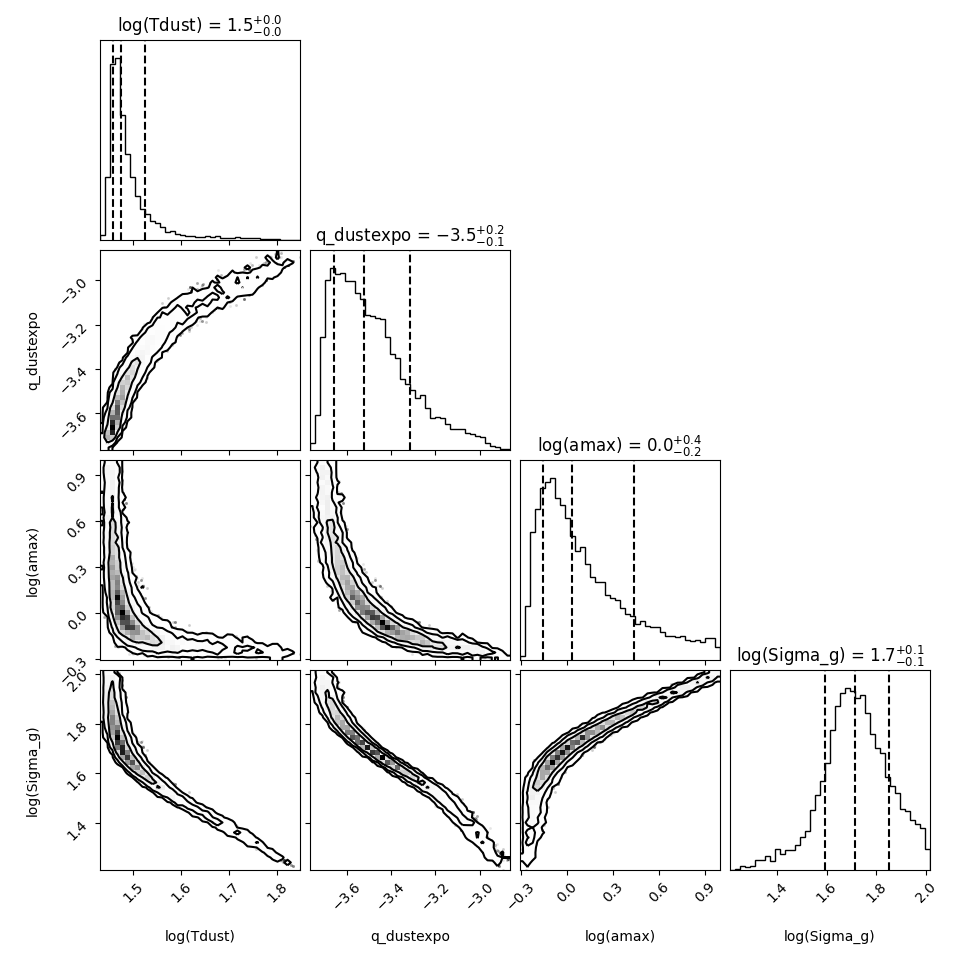 log(Tdust) = 1.5+0.0−0.0
q_dustexpo = −3.5+0.2−0.1
−3.0
−3.2
−3.4
−3.6
q_dustexpo
log(amax) = 0.0+0.4−0.2
0.9
0.6
0.3
0.0
−0.3
log(amax)
log(Sigma_g) = 1.7+0.1−0.1
2.0
1.8
1.6
1.4
log(Sigma_g)
1.5 1.6 1.7 1.8
−3.6 −3.4 −3.2 −3.0
−0.3 0.0 0.3 0.6 0.9
1.4 1.6 1.8 2.0
log(Tdust) q_dustexpo log(amax) log(Sigma_g)